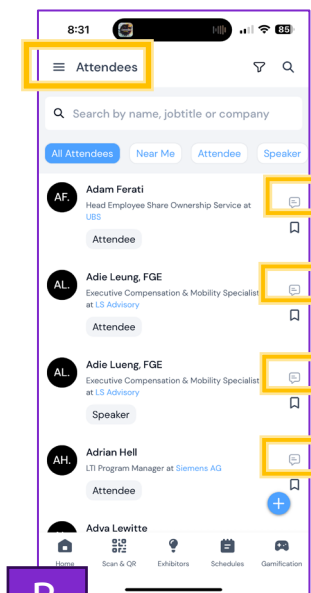 8:31
85
Attendees
Search by name, jobtitle or company
All Attendees Near Me Attendee Speaker
AF.
Adam Ferati
Head Employee Share Ownership Service at
UBS
Attendee
AL.
Adie Leung, FGE
Executive Compensation & Mobility Specialist
at LS Advisory
Attendee
AL.
Adie Lueng, FGE
Executive Compensation & Mobility Specialist
at LS Advisory
Speaker
AH.
Adrian Hell
LTI Program Manager at Siemens AG
Attendee
Adva Lewitte
Home Scan & QR Exhibitors Schedules Gamification